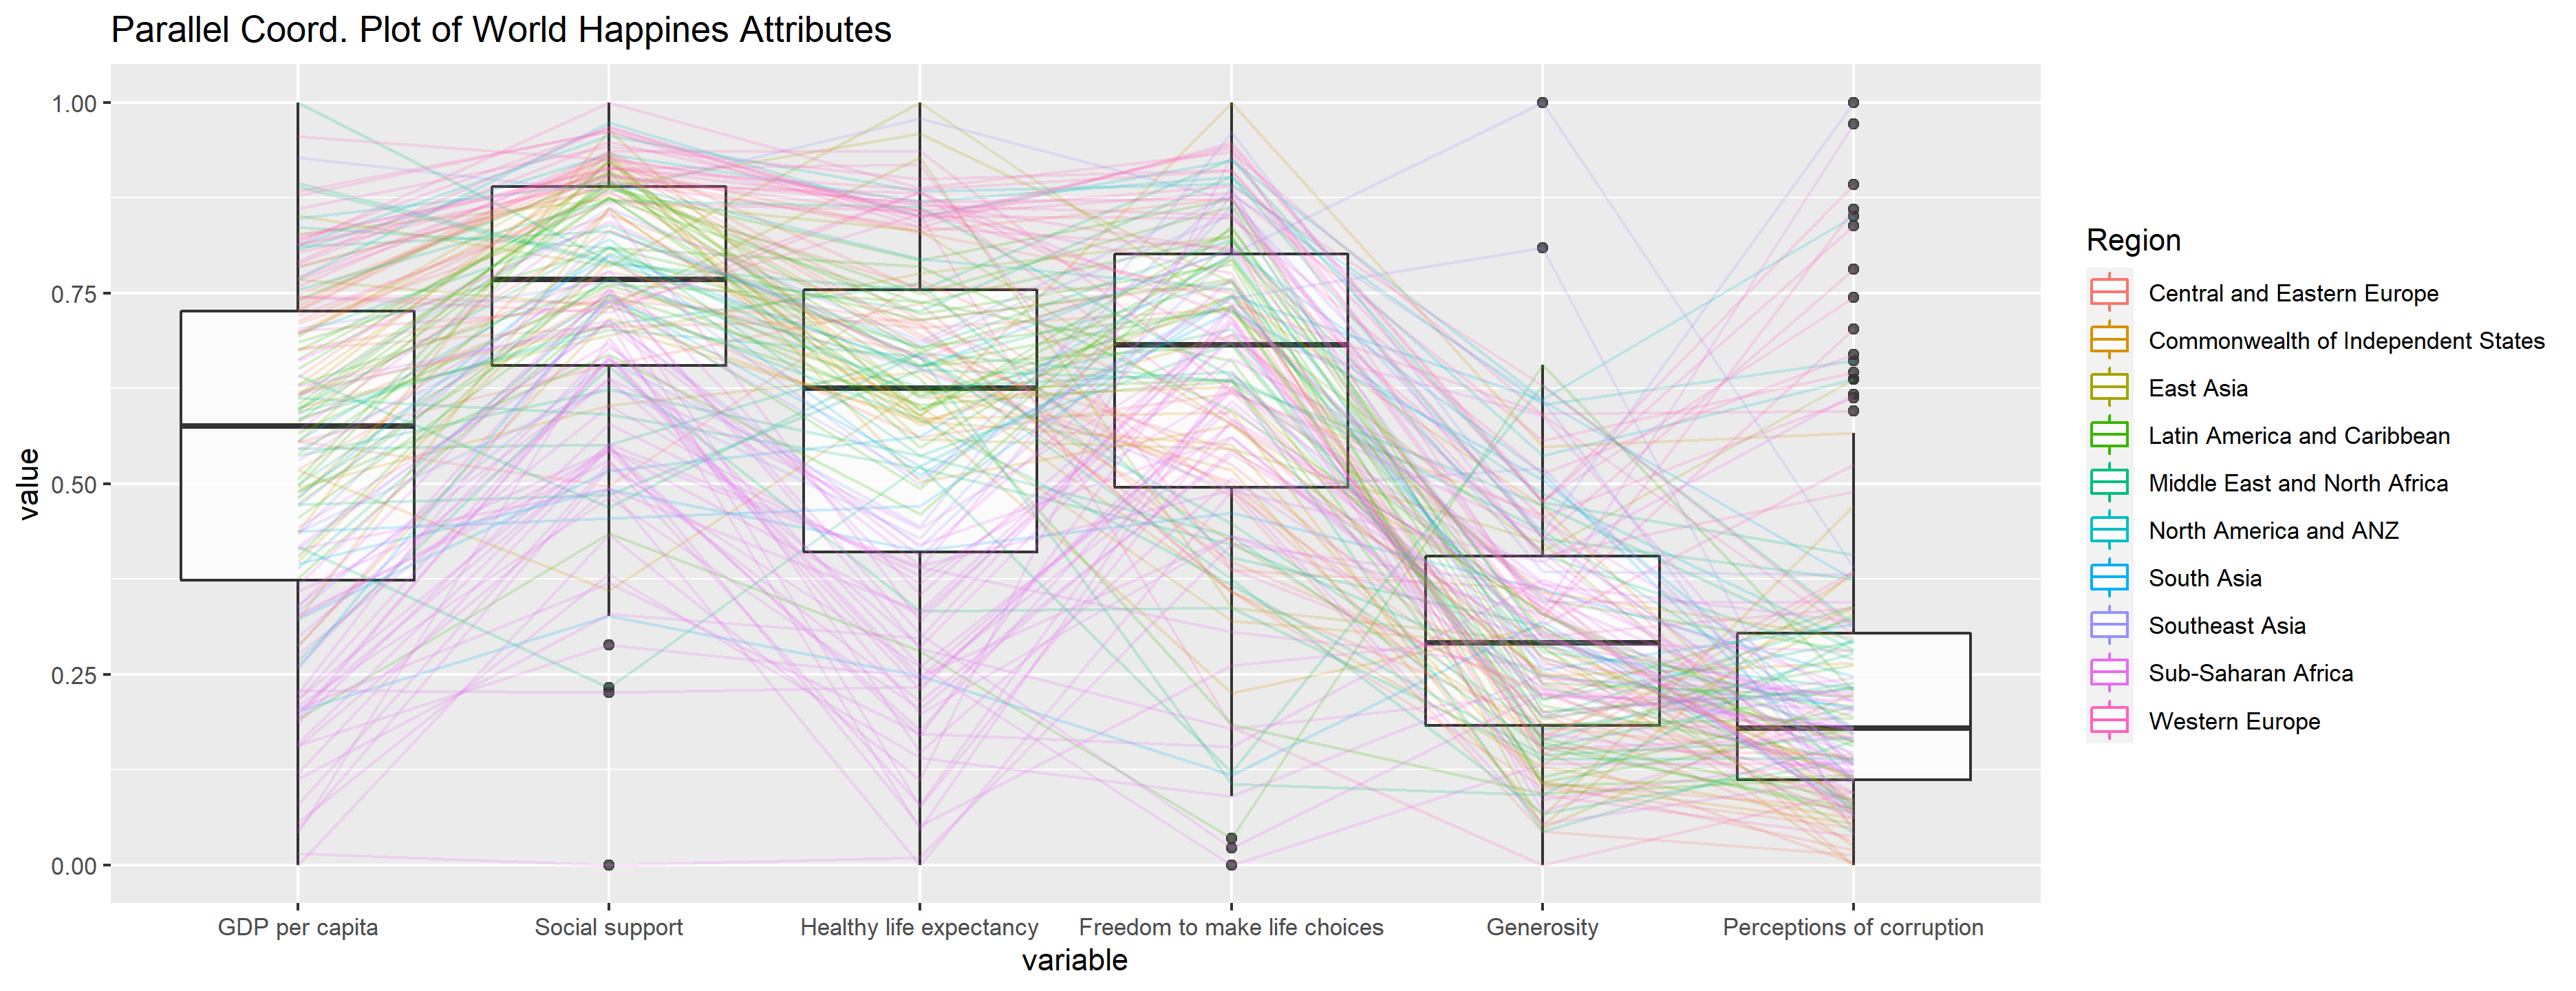 Parallel Coord. Plot of World Happines Attributes
1.00
0.75
0.50
0.25
0.00
value
GDP per capita
Social support
Healthy life expectancy
Freedom to make life choices
Generosity
Perceptions of corruption
variable
Region
Central and Eastern Europe
Commonwealth of Independent States
East Asia
Latin America and Caribbean
Middle East and North Africa
North America and ANZ
South Asia
Southeast Asia
Sub-Saharan Africa
Western Europe